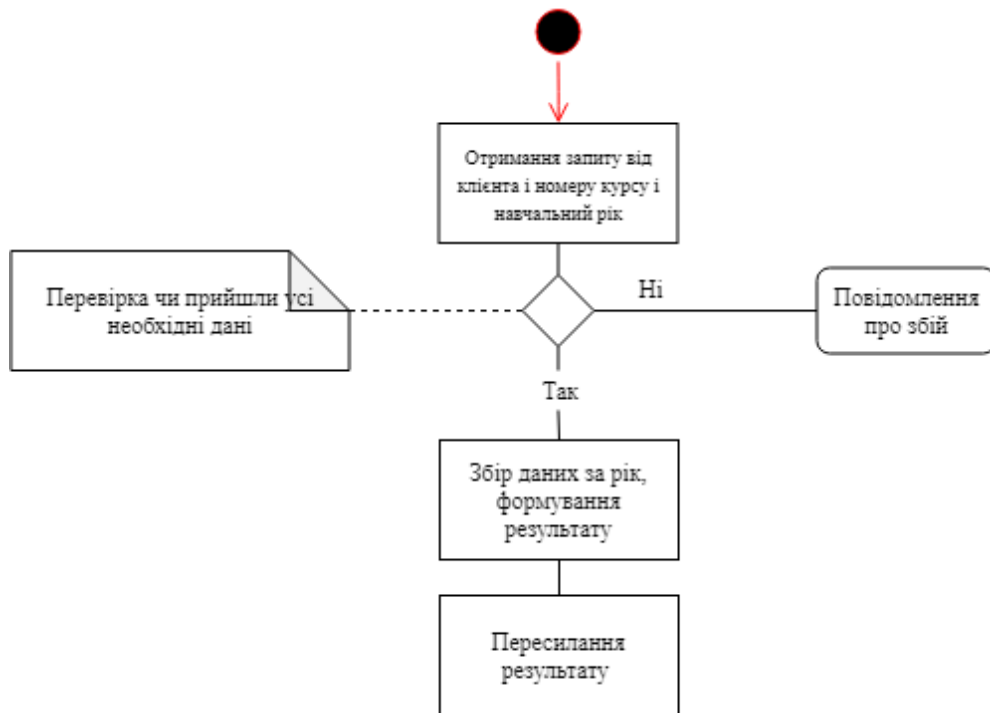 Отримання запиту від
клієнта і номеру курсу і
навчальний рік
Перевірка чи прийшли усі
необхідні дані
Ні
Повідомлення
про збій
Так
Збір даних за рік,
формування
результату
Пересилання
результату